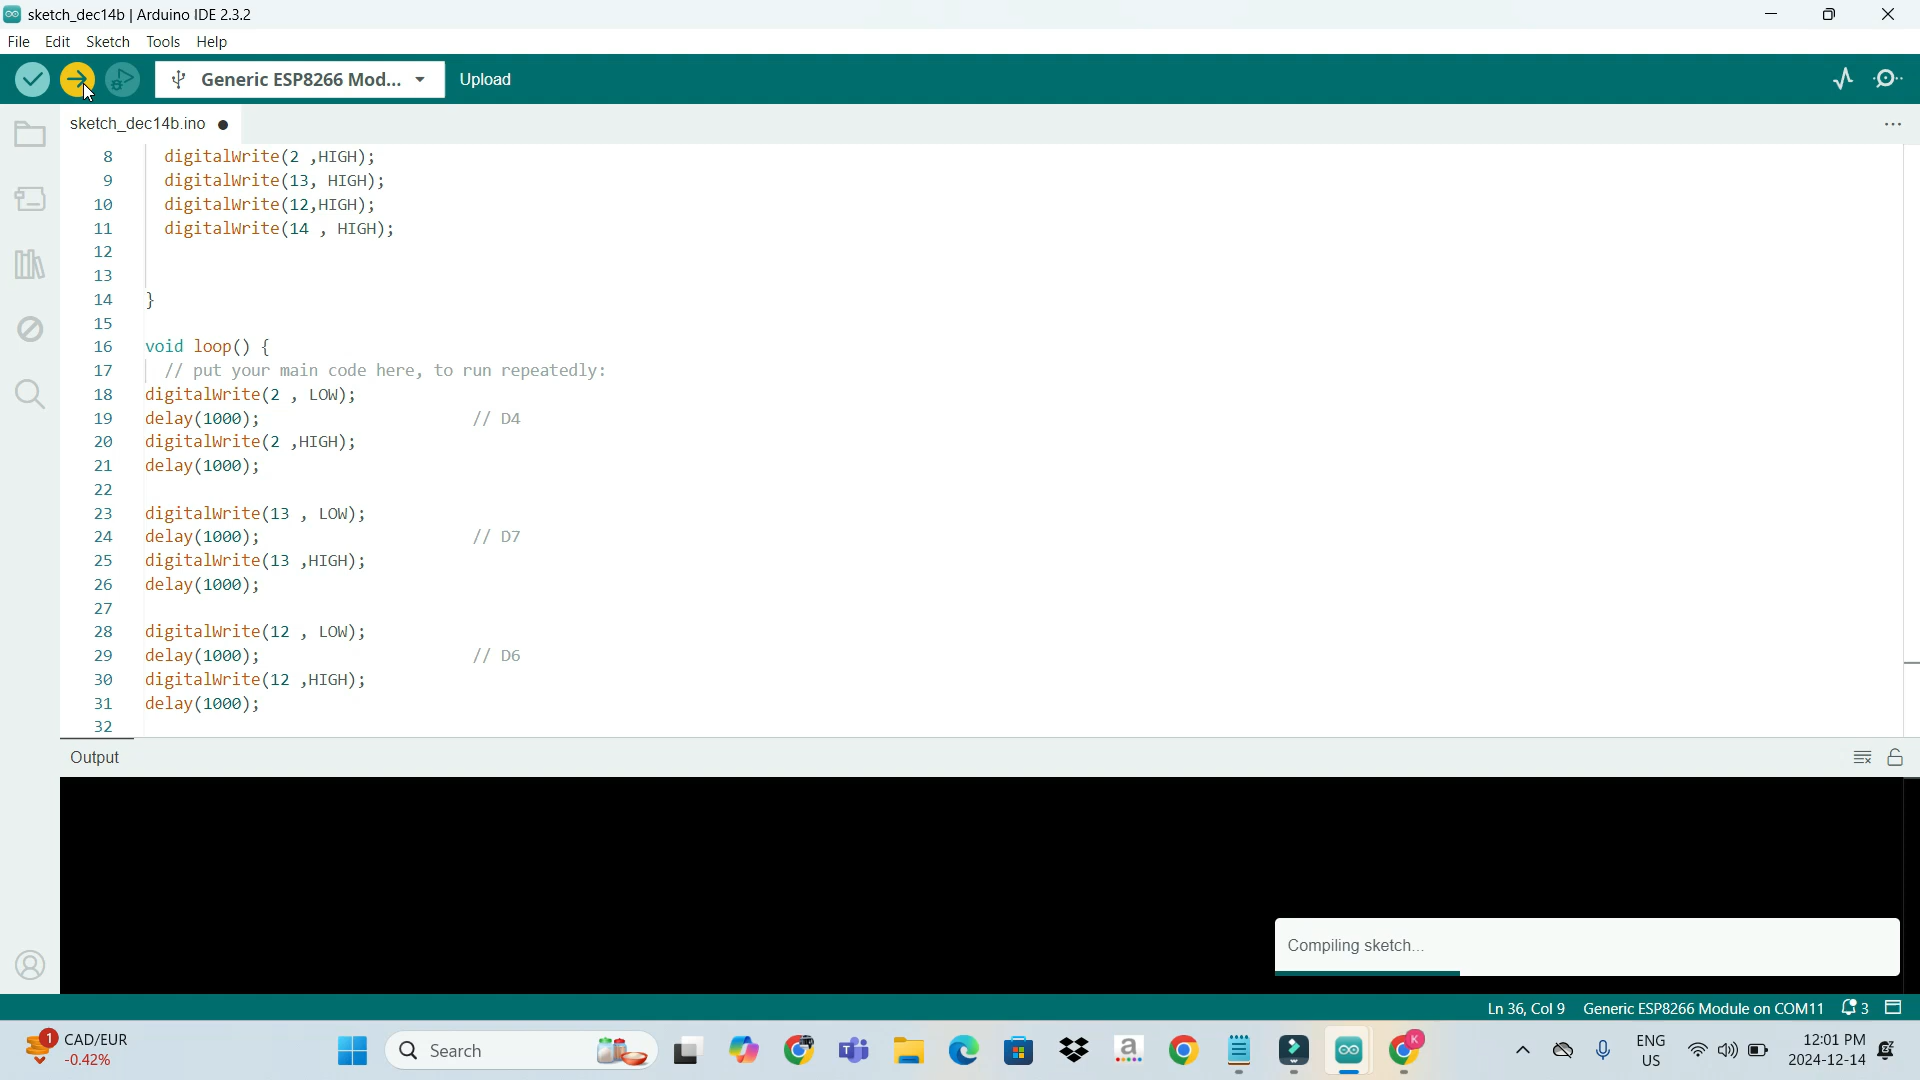 sketch_dec14b | Arduino IDE 2.3.2
File Edit Sketch Tools Help
Generic ESP8266 Mod... Upload
sketch_dec14b.ino
8 digitalWrite(2 ,HIGH);
9 digitalWrite(13, HIGH);
10 digitalWrite(12,HIGH);
11 digitalWrite(14 , HIGH);
12
13
14 }
15
16 void loop() {
17 // put your main code here, to run repeatedly:
18 digitalWrite(2 , LOW);
19 delay(1000); // D4
20 digitalWrite(2 ,HIGH);
21 delay(1000);
22
23 digitalWrite(13 , LOW);
24 delay(1000); // D7
25 digitalWrite(13 ,HIGH);
26 delay(1000);
27
28 digitalWrite(12 , LOW);
29 delay(1000); // D6
30 digitalWrite(12 ,HIGH);
31 delay(1000);
32
Output
Compiling sketch...
Ln 36, Col 9 Generic ESP8266 Module on COM11 3
1 CAD/EUR
-0.42%
Search
a
K
ENG
US
12:01 PM
2024-12-14